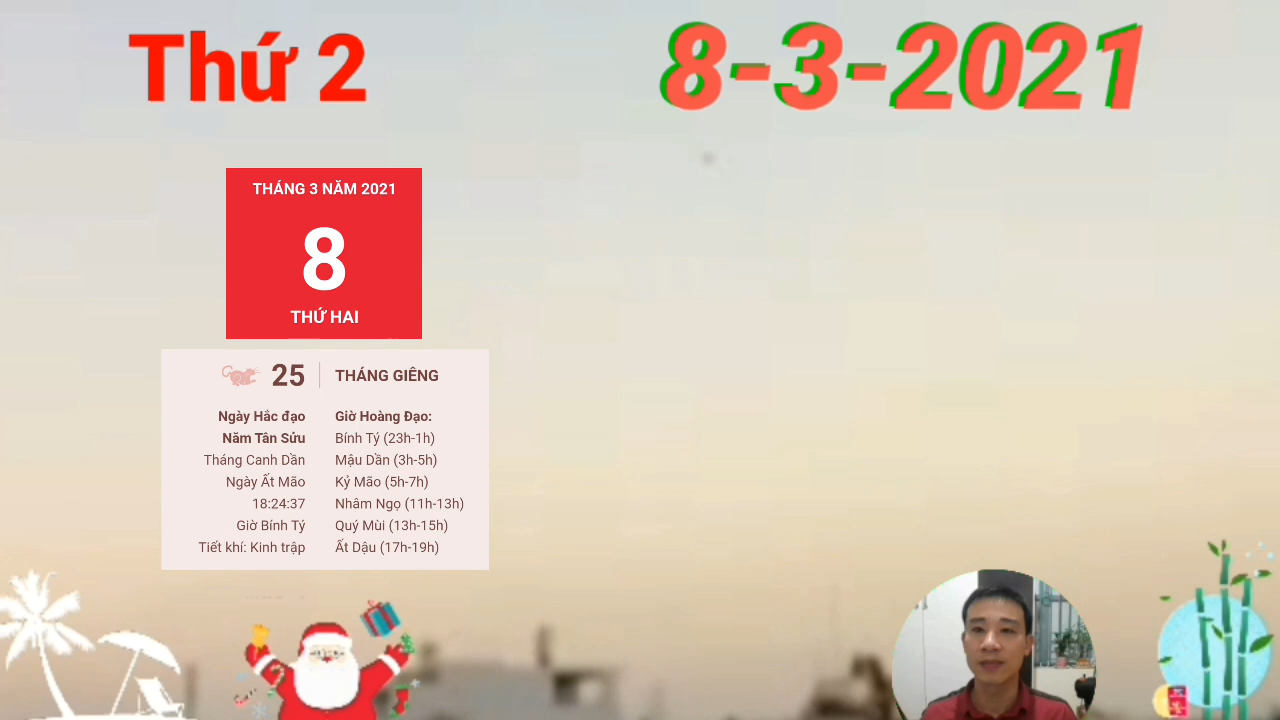 Thứ 2
8-3-2021
THÁNG 3 NĂM 2021
8
THỨ HAI
25
THÁNG GIÊNG
Ngày Hắc đạo
Năm Tân Sửu
Tháng Canh Dần
Ngày Ất Mão
18:24:37
Giờ Bính Tý
Tiết khí: Kinh trập
Giờ Hoàng Đạo:
Bính Tý (23h-1h)
Mậu Dần (3h-5h)
Kỷ Mão (5h-7h)
Nhâm Ngọ (11h-13h)
Quý Mùi (13h-15h)
Ất Dậu (17h-19h)